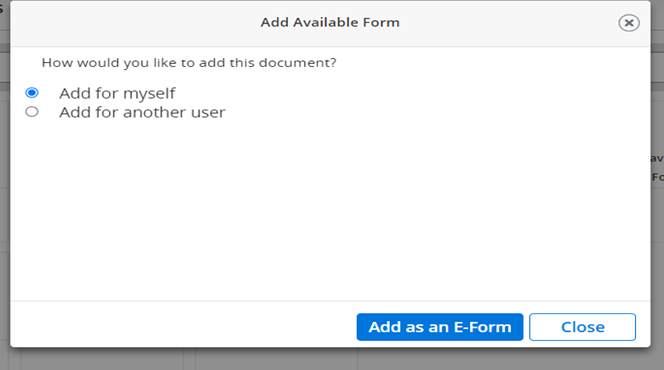 Add Available Form
How would you like to add this document?
Add for myself
Add for another user
Add as an E-Form
Close